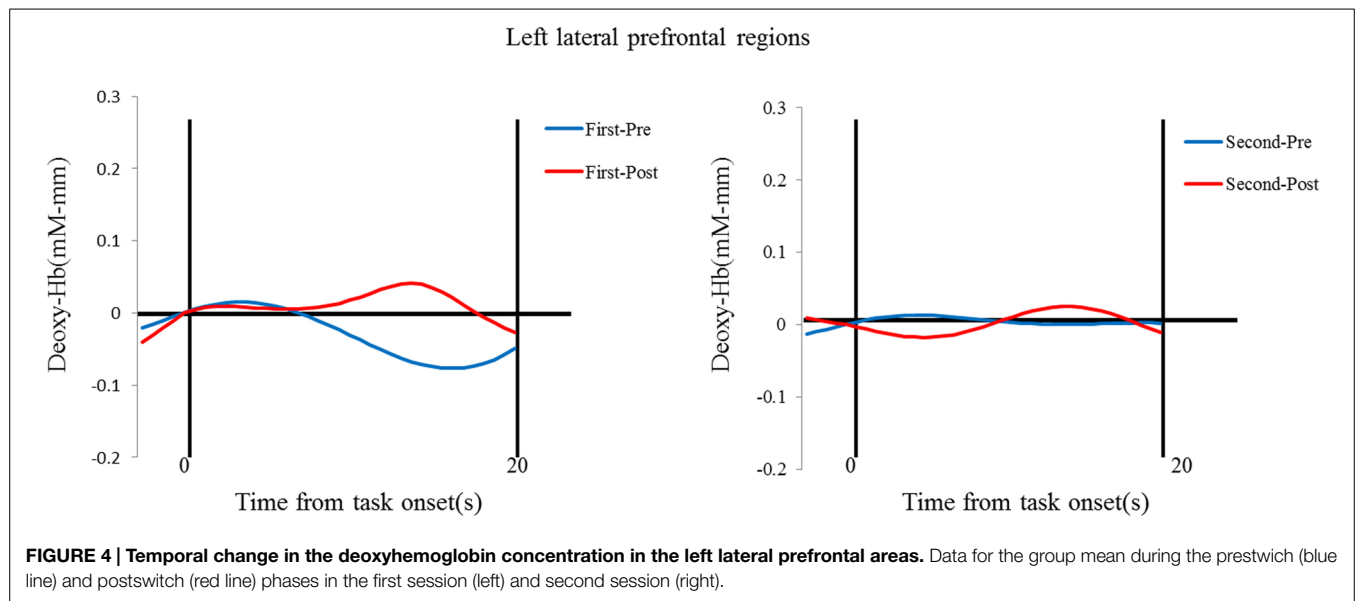 Left lateral prefrontal regions
Deoxy-Hb(mM-mm)
0.3
0.2
0.1
0
-0.1
-0.2
0
20
Time from task onset(s)
First-Pre
First-Post
Deoxy-Hb(mM-mm)
0.3
0.2
0.1
0
-0.1
-0.2
0
20
Time from task onset(s)
Second-Pre
Second-Post
FIGURE 4 | Temporal change in the deoxyhemoglobin concentration in the left lateral prefrontal areas. Data for the group mean during the prestwich (blue
line) and postswitch (red line) phases in the first session (left) and second session (right).